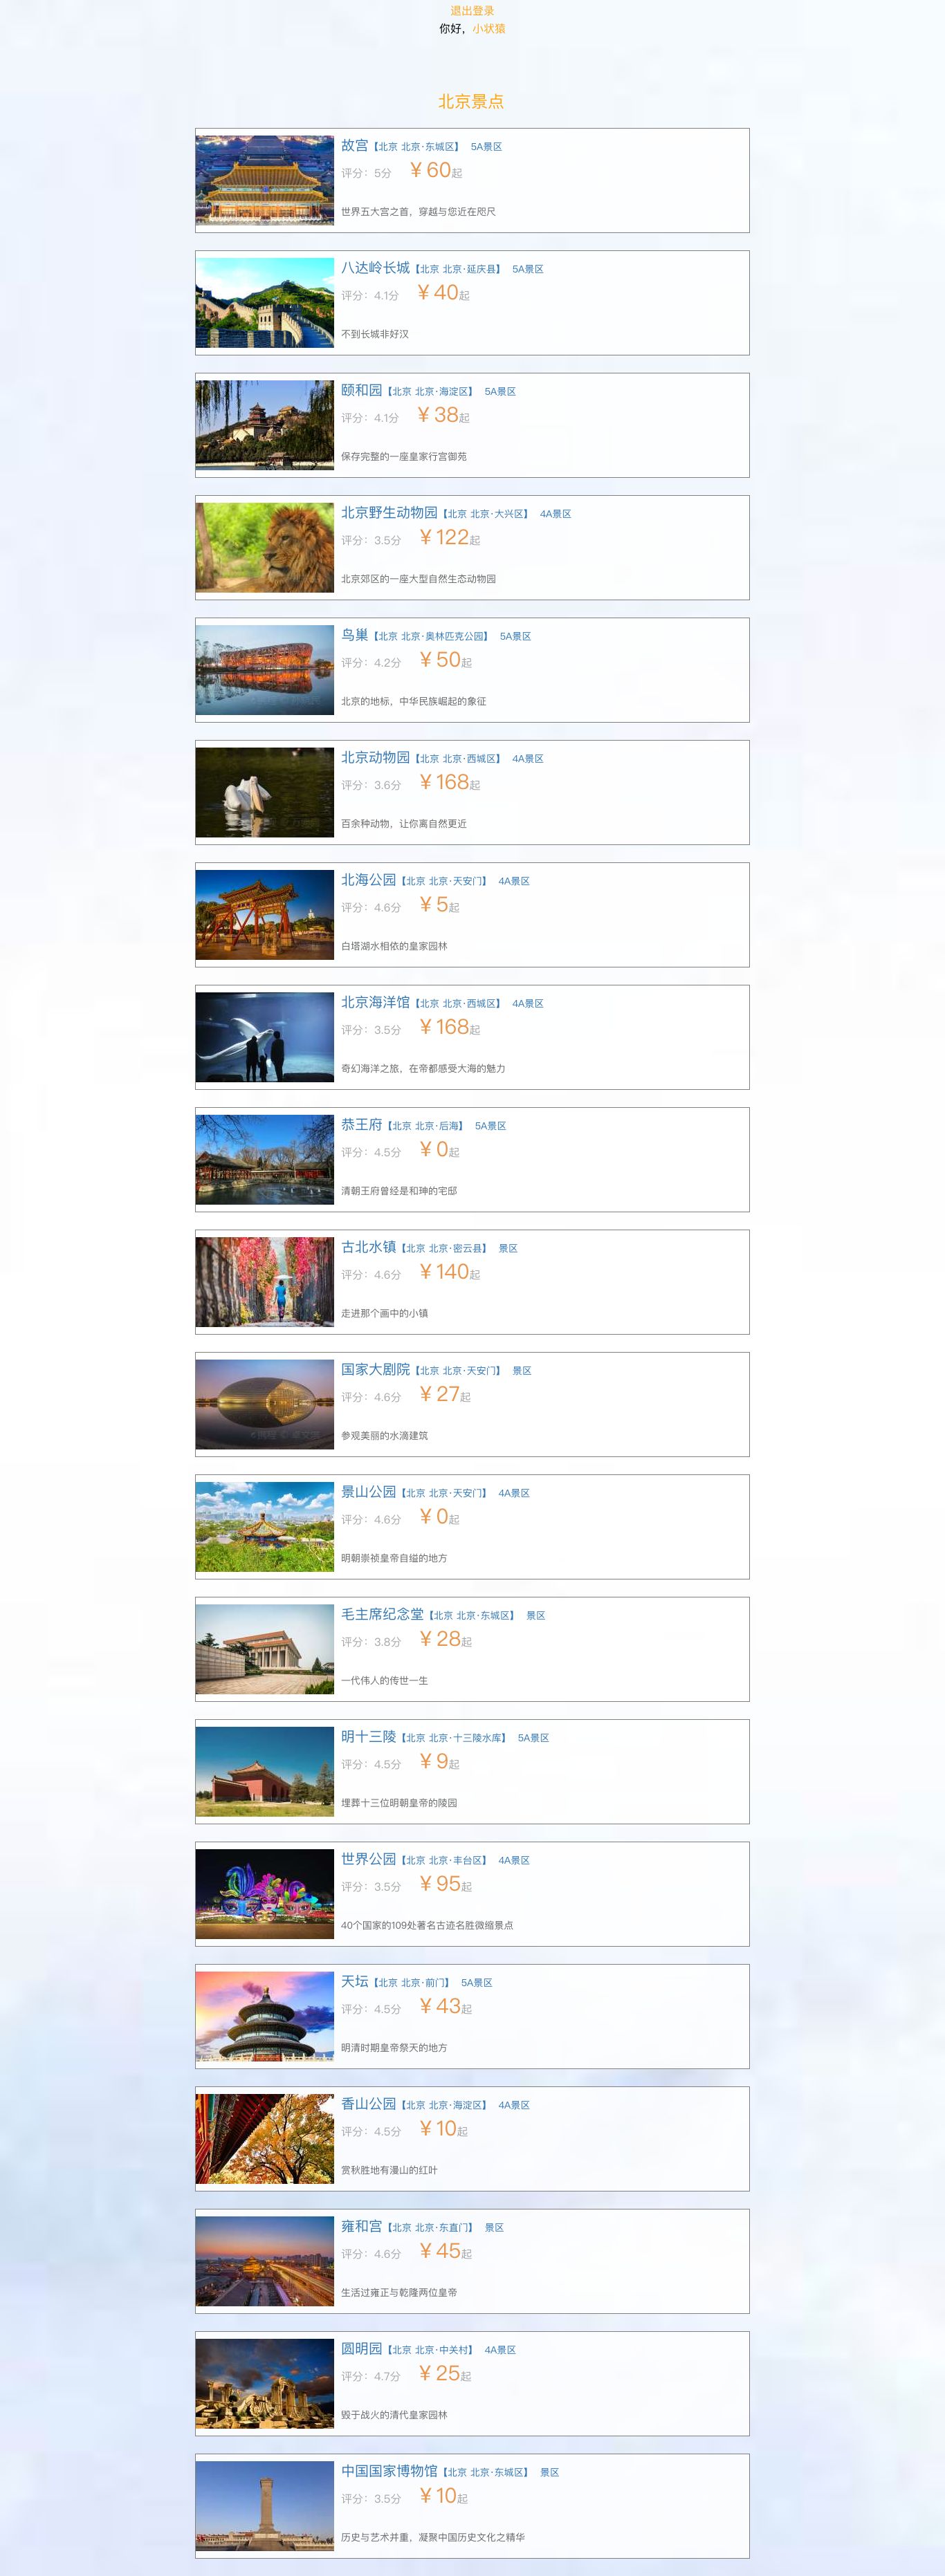 退出登录
你好，小状猿
北京景点
故宫【北京 北京·东城区】 5A景区
评分：5分 ￥60起
世界五大宫之首，穿越与您近在咫尺
八达岭长城【北京 北京·延庆县】 5A景区
评分：4.1分 ￥40起
不到长城非好汉
颐和园【北京 北京·海淀区】 5A景区
评分：4.1分 ￥38起
保存完整的一座皇家行宫御苑
北京野生动物园【北京 北京·大兴区】 4A景区
评分：3.5分 ￥122起
北京郊区的一座大型自然生态动物园
鸟巢【北京 北京·奥林匹克公园】 5A景区
评分：4.2分 ￥50起
北京的地标，中华民族崛起的象征
北京动物园【北京 北京·西城区】 4A景区
评分：3.6分 ￥168起
百余种动物，让你离自然更近
北海公园【北京 北京·天安门】 4A景区
评分：4.6分 ￥5起
白塔湖水相依的皇家园林
北京海洋馆【北京 北京·西城区】 4A景区
评分：3.5分 ￥168起
奇幻海洋之旅，在帝都感受大海的魅力
恭王府【北京 北京·后海】 5A景区
评分：4.5分 ￥0起
清朝王府曾经是和珅的宅邸
古北水镇【北京 北京·密云县】 景区
评分：4.6分 ￥140起
走进那个画中的小镇
国家大剧院【北京 北京·天安门】 景区
评分：4.6分 ￥27起
参观美丽的水滴建筑
景山公园【北京 北京·天安门】 4A景区
评分：4.6分 ￥0起
明朝崇祯皇帝自缢的地方
毛主席纪念堂【北京 北京·东城区】 景区
评分：3.8分 ￥28起
一代伟人的传世一生
明十三陵【北京 北京·十三陵水库】 5A景区
评分：4.5分 ￥9起
埋葬十三位明朝皇帝的陵园
世界公园【北京 北京·丰台区】 4A景区
评分：3.5分 ￥95起
40个国家的109处著名古迹名胜微缩景点
天坛【北京 北京·前门】 5A景区
评分：4.5分 ￥43起
明清时期皇帝祭天的地方
香山公园【北京 北京·海淀区】 4A景区
评分：4.5分 ￥10起
赏秋胜地有漫山的红叶
雍和宫【北京 北京·东直门】 景区
评分：4.6分 ￥45起
生活过雍正与乾隆两位皇帝
圆明园【北京 北京·中关村】 4A景区
评分：4.7分 ￥25起
毁于战火的清代皇家园林
中国国家博物馆【北京 北京·东城区】 景区
评分：3.5分 ￥10起
历史与艺术并重，凝聚中国历史文化之精华